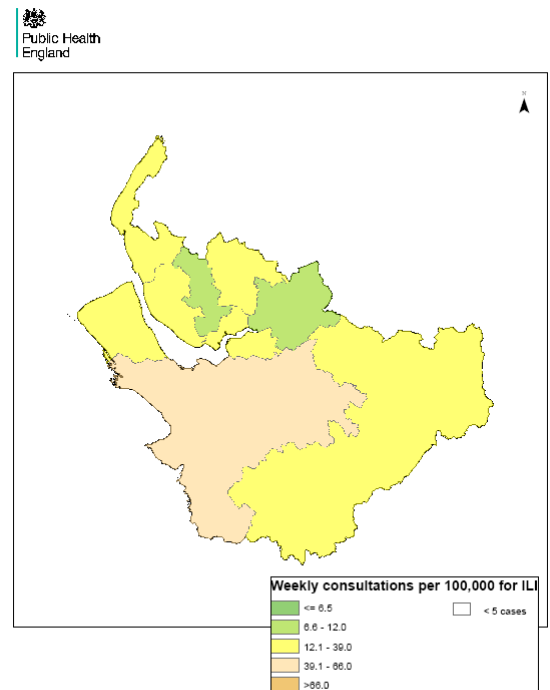 Public Health
England
Weekly consultations per 100,000 for ILI
<= 6.5
< 5 cases
6.6 - 12.0
12.1 - 39.0
39.1 - 66.0
>66.0